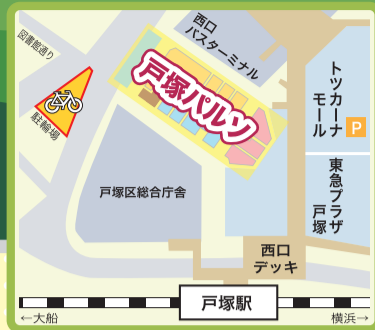 図書館通り
西口
バスターミナル
戸塚パルソ
駐輪場
トツカーナ
モール
P
戸塚区総合庁舎
東急プラザ
戸塚
西口
デッキ
戸塚駅
←大船
横浜→